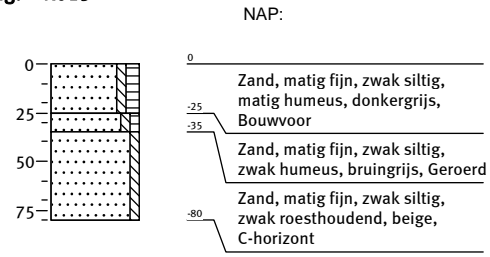 NAP:
0
0
Zand, matig fijn, zwak siltig,
matig humeus, donkergrijs,
Bouwvoor
25
-25
-35
Zand, matig fijn, zwak siltig,
zwak humeus, bruingrijs, Geroerd
50
Zand, matig fijn, zwak siltig,
zwak roesthoudend, beige,
C-horizont
75
-80